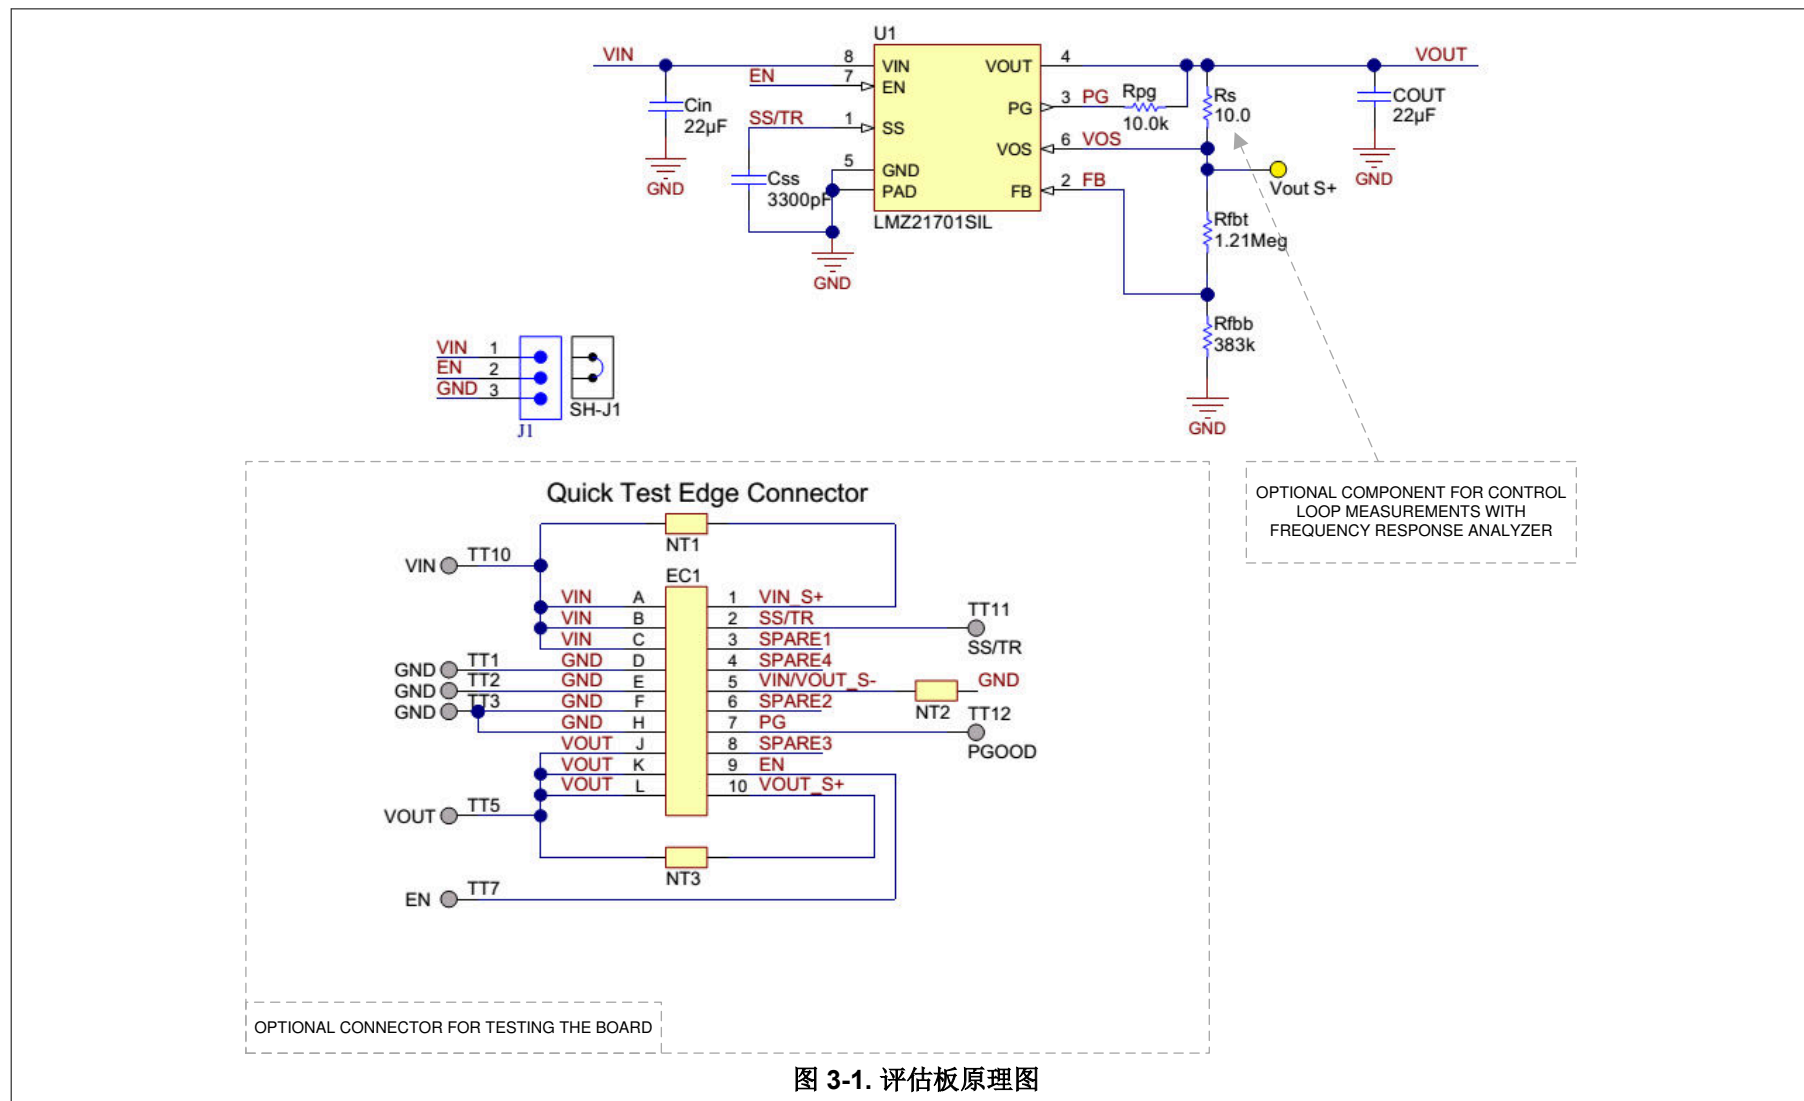 U1
VIN
8
VIN
VOUT
4
VOUT
EN
7
EN
Cin
22µF
PG
3
PG
Rpg
10.0k
Rs
10.0
COUT
22µF
SS/TR
1
SS
VOS
6
VOS
GND
5
GND
Css
3300pF
PAD
FB
2
FB
Vout S+
GND
LMZ21701SIL
Rfbt
1.21Meg
GND
Rfbb
383k
VIN
1
EN
2
GND
3
J1
SH-J1
GND
Quick Test Edge Connector
OPTIONAL COMPONENT FOR CONTROL
LOOP MEASUREMENTS WITH
FREQUENCY RESPONSE ANALYZER
NT1
VIN
TT10
EC1
VIN
A
1
VIN_S+
VIN
B
2
SS/TR
TT11
SS/TR
VIN
C
3
SPARE1
GND
TT1
GND
D
4
SPARE4
GND
TT2
GND
E
5
VIN/VOUT_S-
GND
GND
TT3
GND
F
6
SPARE2
NT2
TT12
GND
H
7
PG
PGOOD
VOUT
J
8
SPARE3
VOUT
K
9
EN
VOUT
L
10
VOUT_S+
VOUT
TT5
NT3
EN
TT7
OPTIONAL CONNECTOR FOR TESTING THE BOARD
图 3-1. 评估板原理图